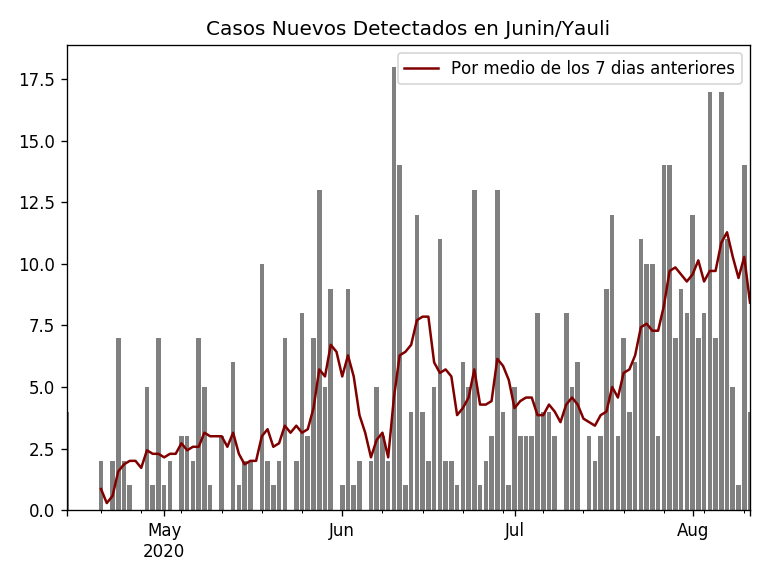 Casos Nuevos Detectados en Junin/Yauli
Por medio de los 7 dias anteriores
17.5
15.0
12.5
10.0
7.5
5.0
2.5
0.0
May
2020
Jun
Jul
Aug